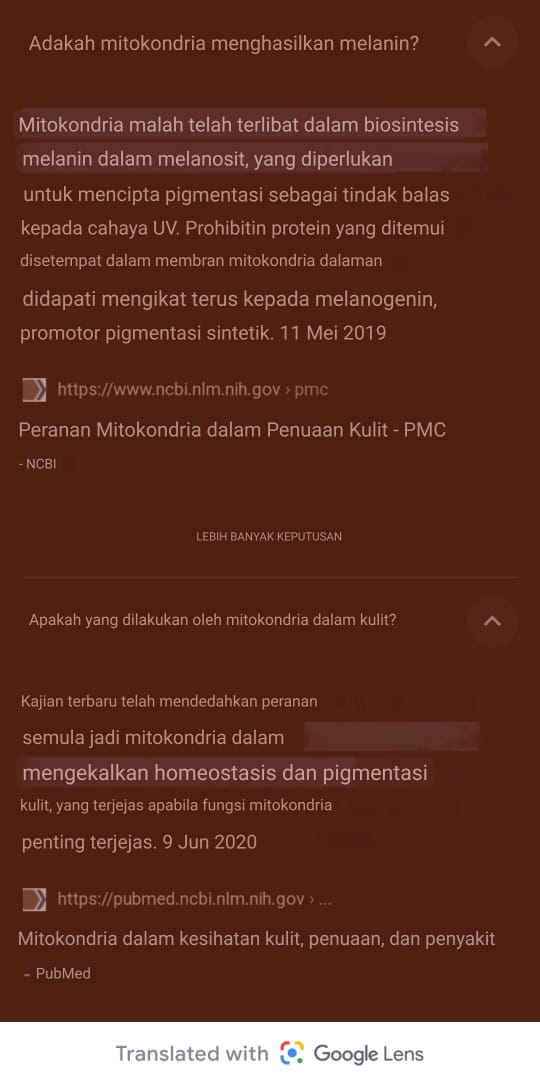 Adakah mitokondria menghasilkan melanin?
Mitokondria malah telah terlibat dalam biosintesis
melanin dalam melanosit, yang diperlukan
untuk mencipta pigmentasi sebagai tindak balas
kepada cahaya UV. Prohibitin protein yang ditemui
disetempat dalam membran mitokondria dalaman
didapati mengikat terus kepada melanogenin,
promotor pigmentasi sintetik. 11 Mei 2019
https://www.ncbi.nlm.nih.gov › pmc
Peranan Mitokondria dalam Penuaan Kulit - PMC
- NCBI
LEBIH BANYAK KEPUTUSAN
Apakah yang dilakukan oleh mitokondria dalam kulit?
Kajian terbaru telah mendedahkan peranan
semula jadi mitokondria dalam
mengekalkan homeostasis dan pigmentasi
kulit, yang terjejas apabila fungsi mitokondria
penting terjejas. 9 Jun 2020
https://pubmed.ncbi.nlm.nih.gov › ...
Mitokondria dalam kesihatan kulit, penuaan, dan penyakit
- PubMed
Translated with Google Lens